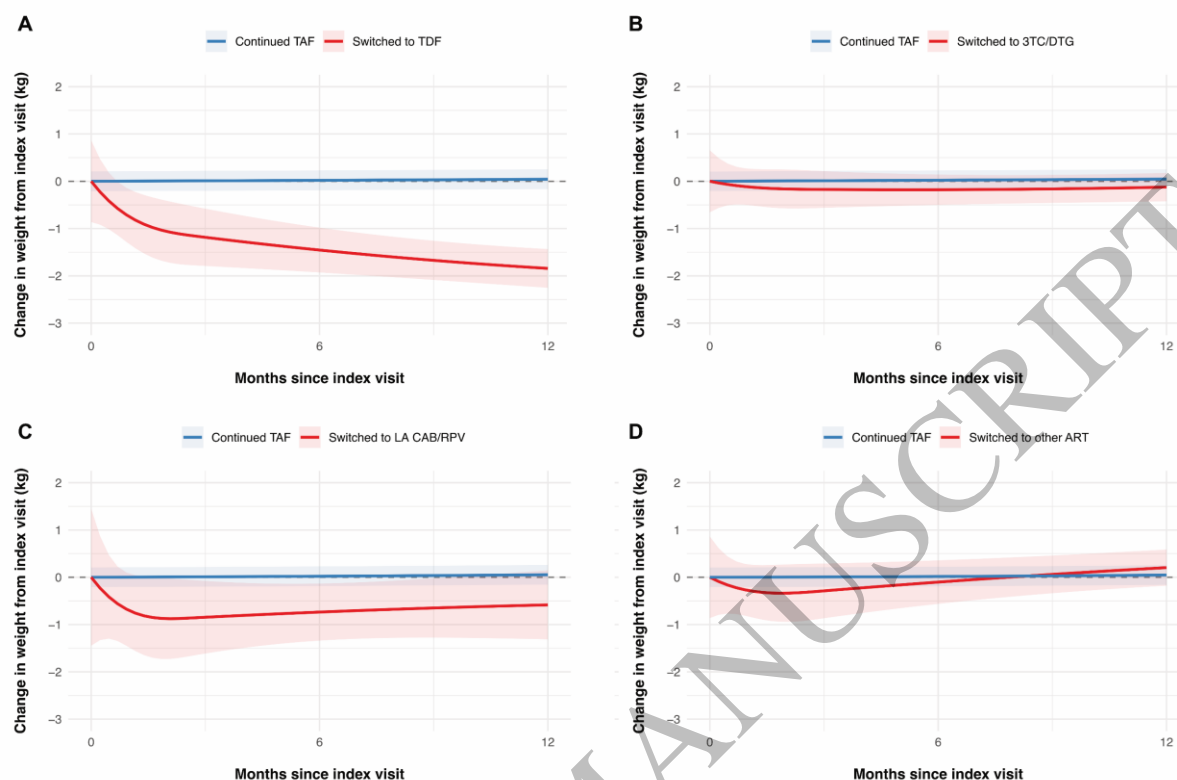 A
Continued TAF Switched to TDF
Change in weight from index visit (kg)
2
1
0
−1
−2
−3
0 6 12
Months since index visit
B
Continued TAF Switched to 3TC/DTG
Change in weight from index visit (kg)
2
1
0
−1
−2
−3
0 6 12
Months since index visit
C
Continued TAF Switched to LA CAB/RPV
Change in weight from index visit (kg)
2
1
0
−1
−2
−3
0 6 12
Months since index visit
D
Continued TAF Switched to other ART
Change in weight from index visit (kg)
2
1
0
−1
−2
−3
0 6 12
Months since index visit
MANUSCRIPT